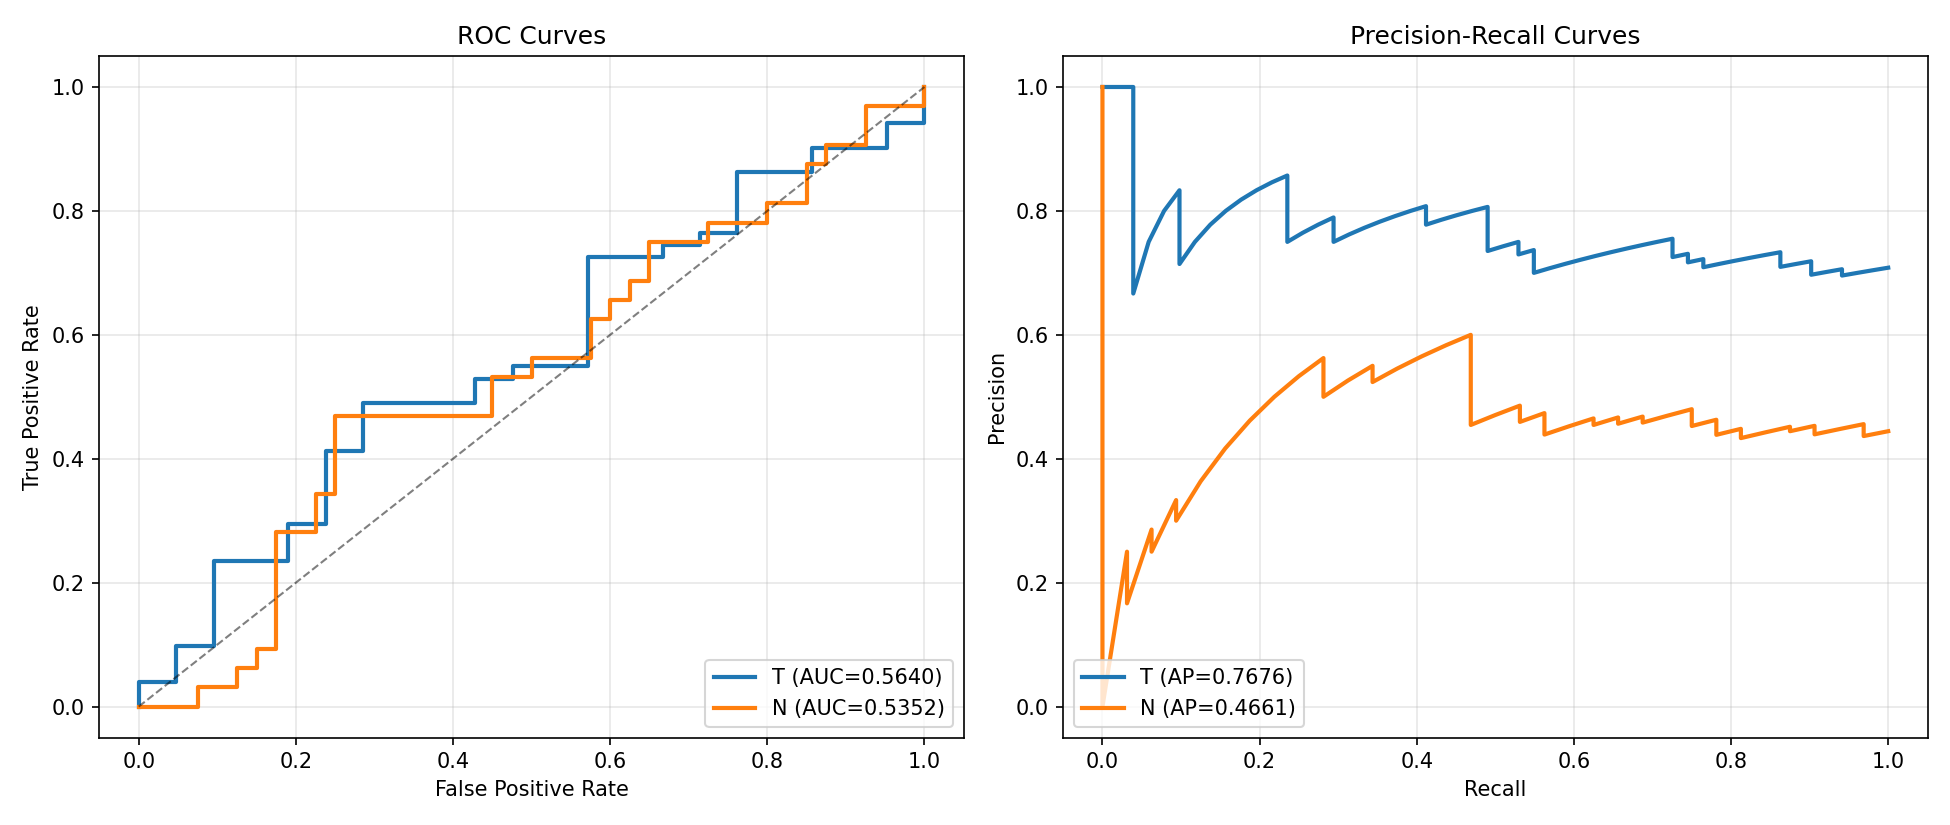 ROC Curves
1.0
0.8
0.6
0.4
0.2
0.0
True Positive Rate
0.0 0.2 0.4 0.6 0.8 1.0
False Positive Rate
T (AUC=0.5640)
N (AUC=0.5352)
Precision-Recall Curves
1.0
0.8
0.6
0.4
0.2
0.0
Precision
0.0 0.2 0.4 0.6 0.8 1.0
Recall
T (AP=0.7676)
N (AP=0.4661)